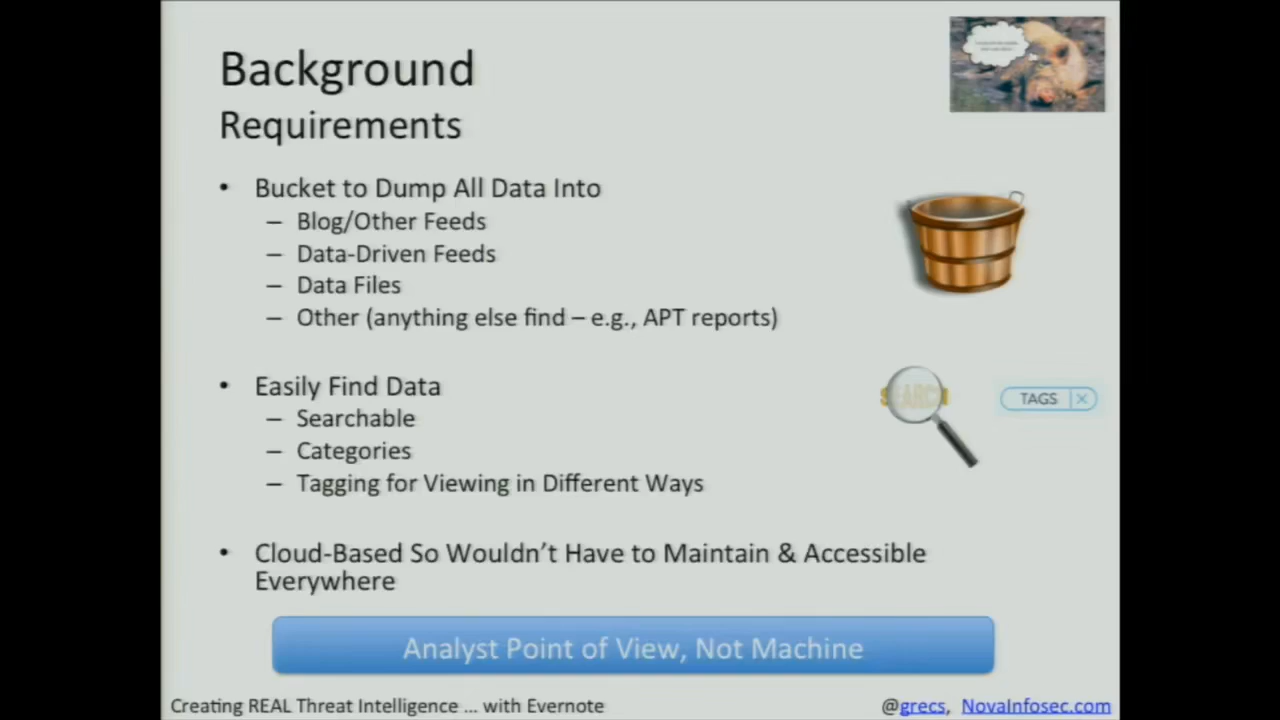 Background
Requirements
• Bucket to Dump All Data Into
– Blog/Other Feeds
– Data-Driven Feeds
– Data Files
– Other (anything else find – e.g., APT reports)
• Easily Find Data
– Searchable
– Categories
– Tagging for Viewing in Different Ways
SEARCH
TAGS ×
• Cloud-Based So Wouldn't Have to Maintain & Accessible
Everywhere
Analyst Point of View, Not Machine
Creating REAL Threat Intelligence … with Evernote
@grecs, NovaInfosec.com